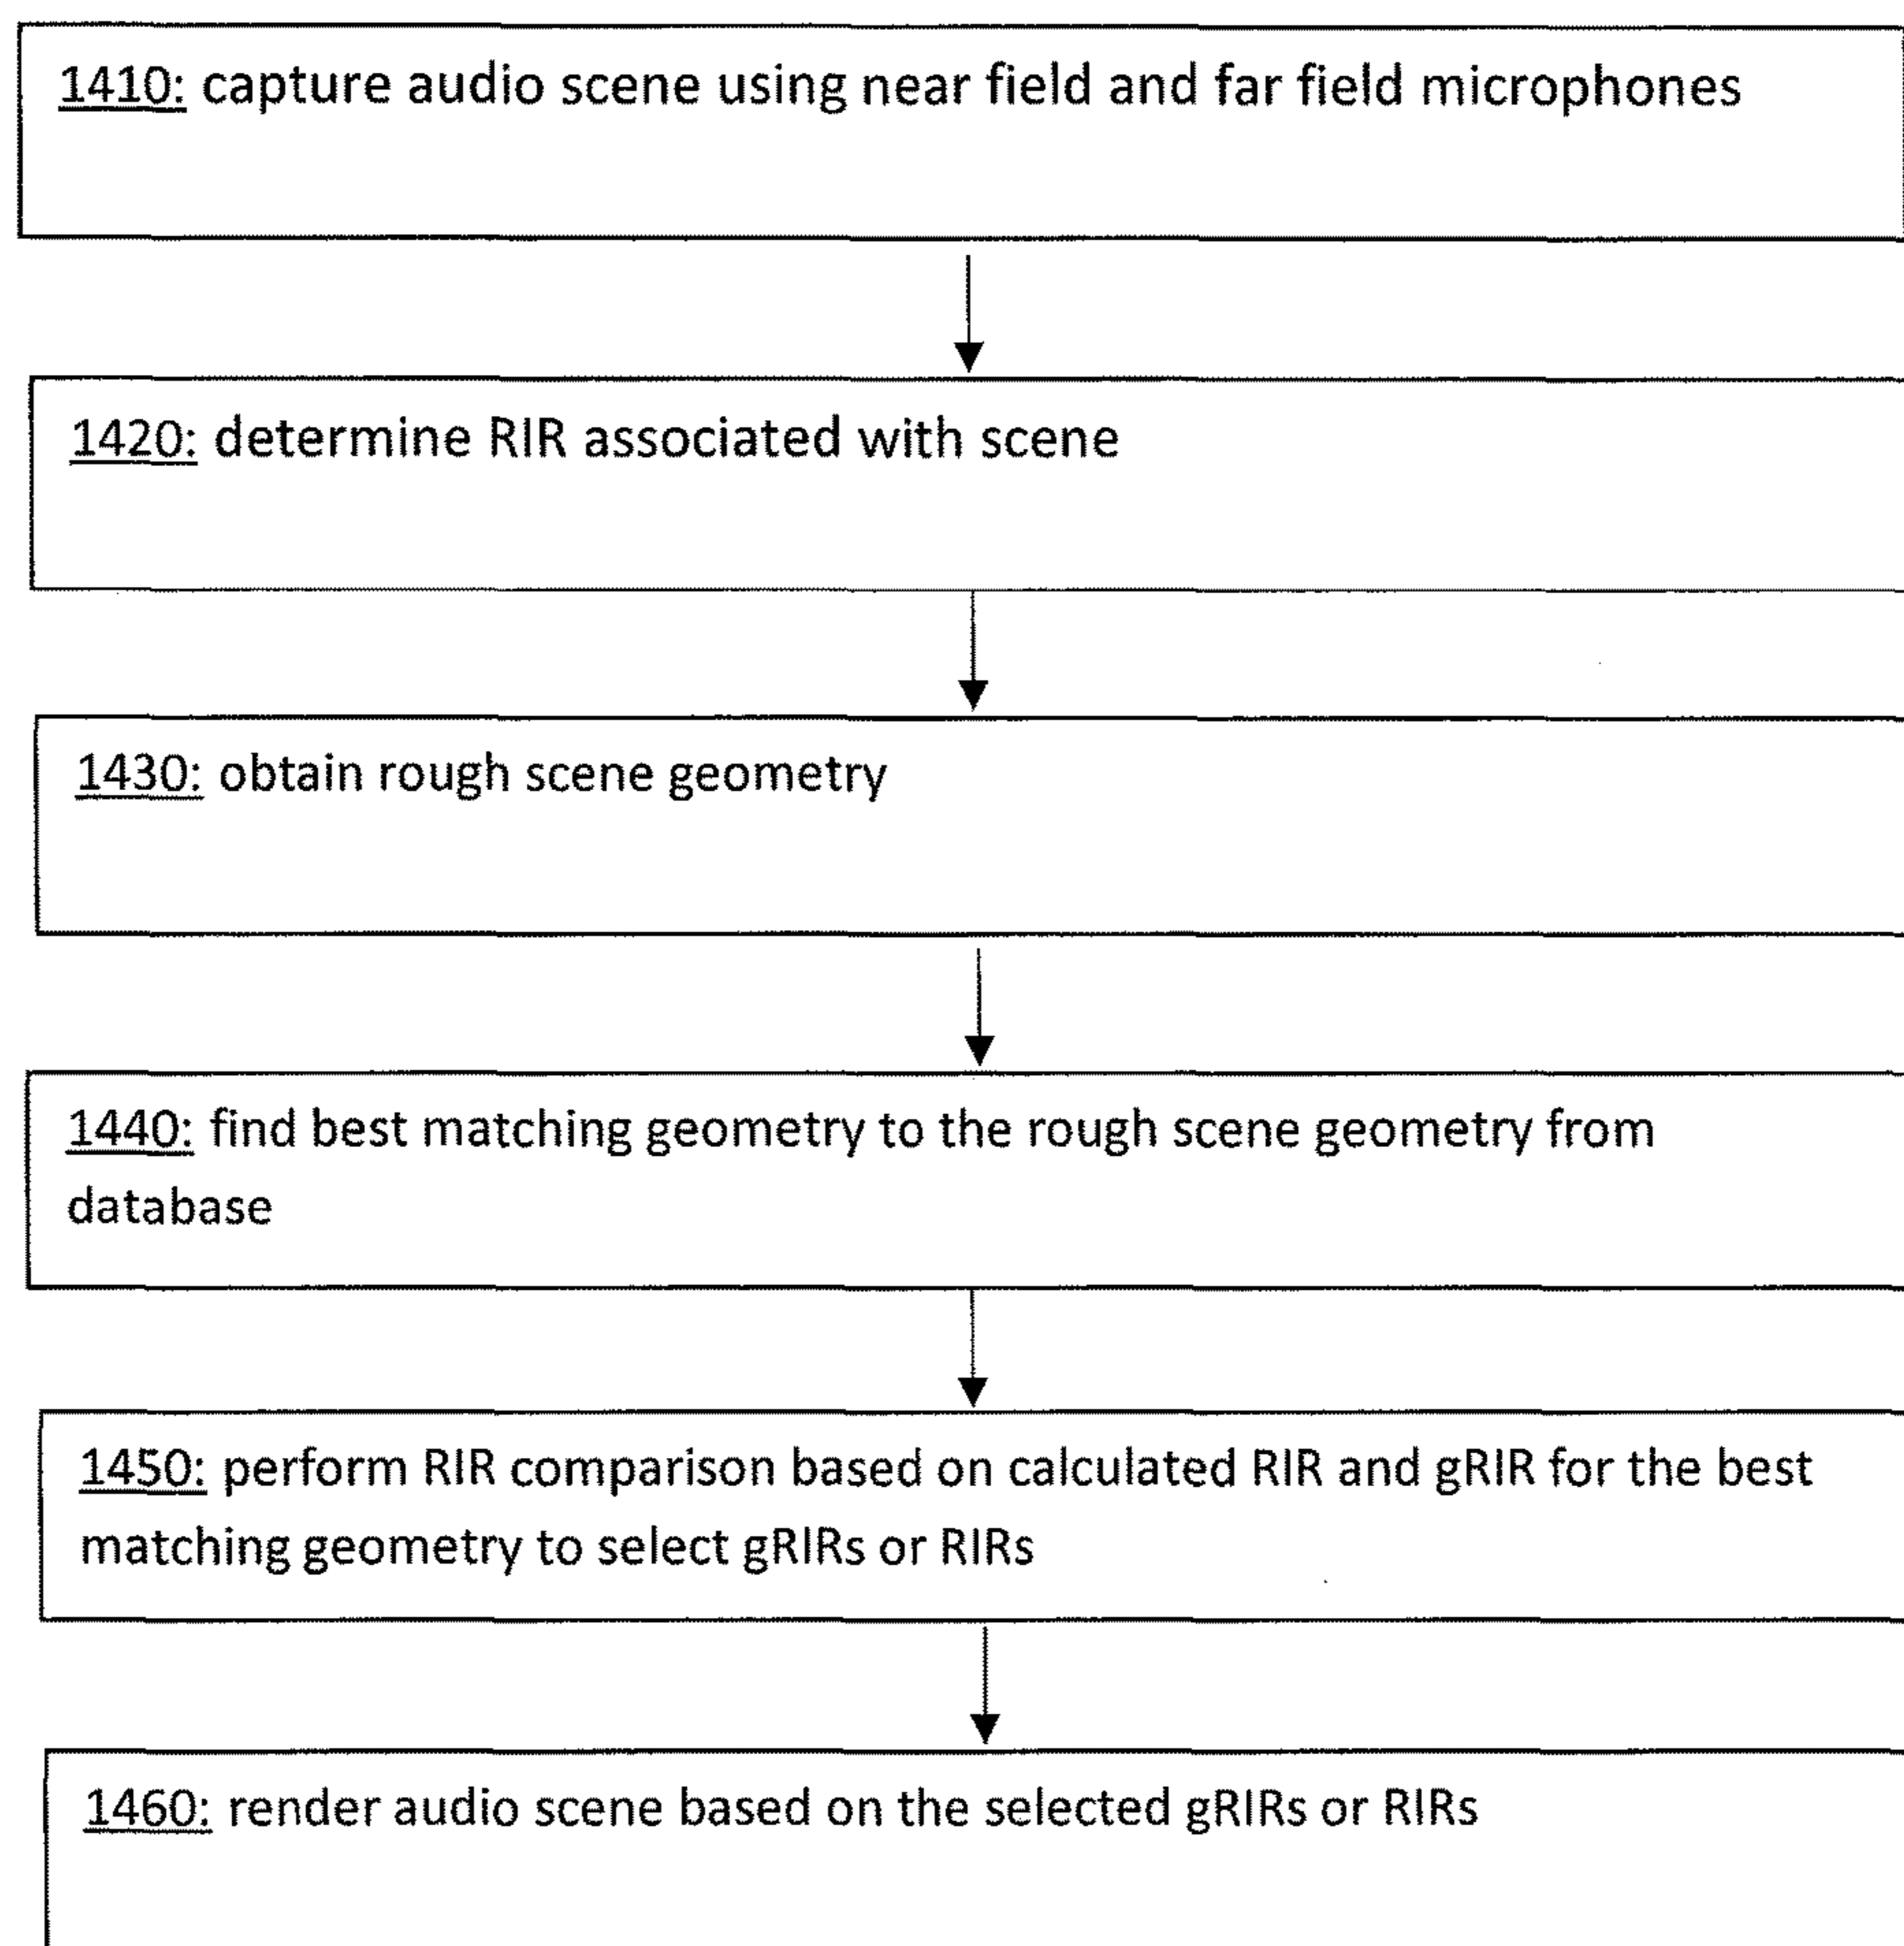 1410: capture audio scene using near field and far field microphones
1420: determine RIR associated with scene
1430: obtain rough scene geometry
1440: find best matching geometry to the rough scene geometry from
database
1450: perform RIR comparison based on calculated RIR and gRIR for the best
matching geometry to select gRIRs or RIRs
1460: render audio scene based on the selected gRIRs or RIRs